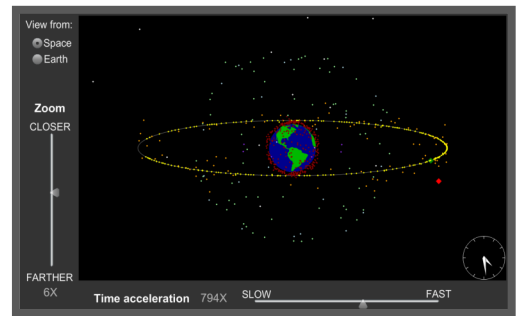 View from:
Space
Earth
Zoom
CLOSER
FARTHER
6X
Time acceleration 794X SLOW FAST